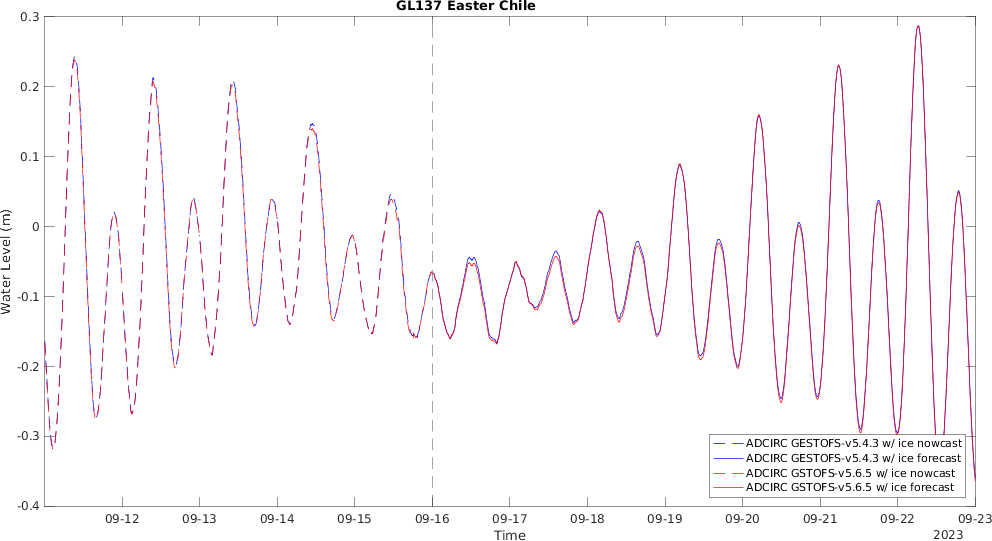 GL137 Easter Chile
0.3
0.2
0.1
0
-0.1
-0.2
-0.3
-0.4
Water Level (m)
ADCIRC GESTOFS-v5.4.3 w/ ice nowcast
ADCIRC GESTOFS-v5.4.3 w/ ice forecast
ADCIRC GSTOFS-v5.6.5 w/ ice nowcast
ADCIRC GSTOFS-v5.6.5 w/ ice forecast
09-12 09-13 09-14 09-15 09-16 09-17 09-18 09-19 09-20 09-21 09-22 09-23
Time
2023